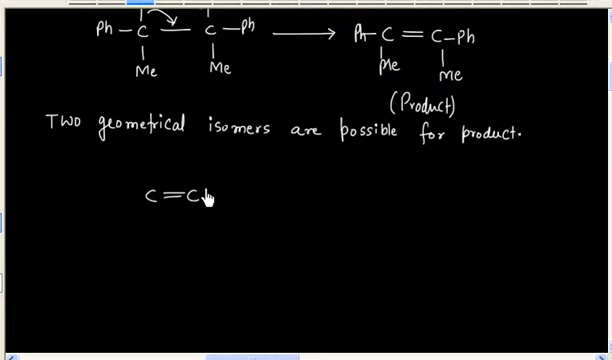 Ph - C - C - Ph ⟶ Ph - C = C - Ph
Me Me Me Me
(Product)
Two geometrical isomers are possible for product.
C = C